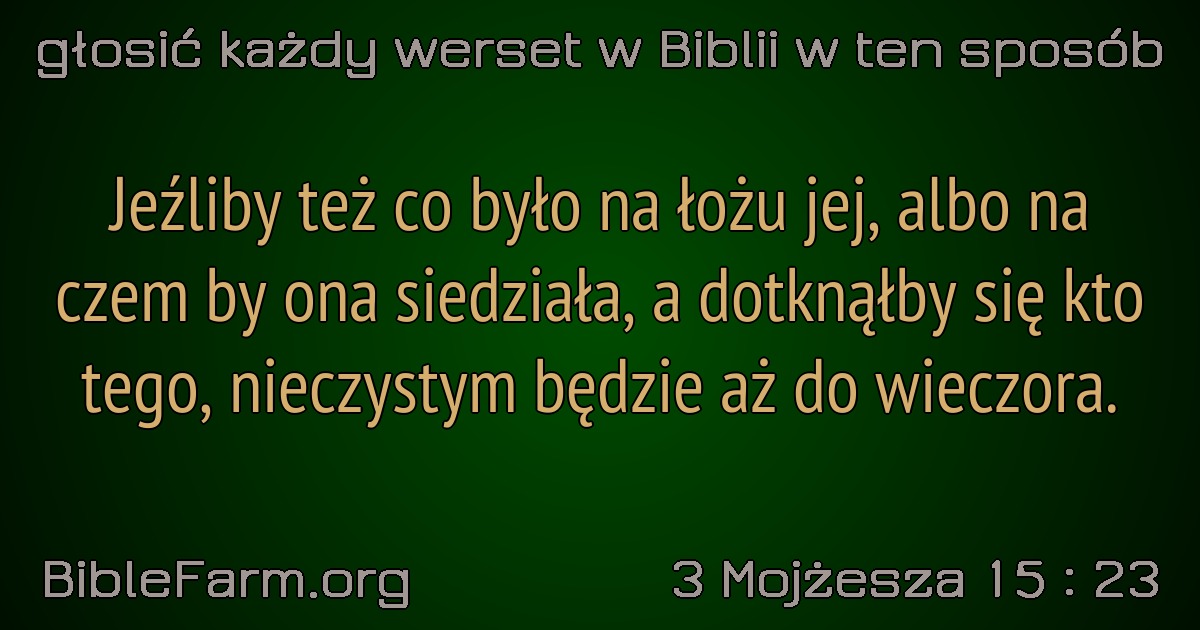 głosić każdy werset w Biblii w ten sposób
Jeźliby też co było na łożu jej, albo na
czem by ona siedziała, a dotknąłby się kto
tego, nieczystym będzie aż do wieczora.
BibleFarm.org
3 Mojżesza 15 : 23